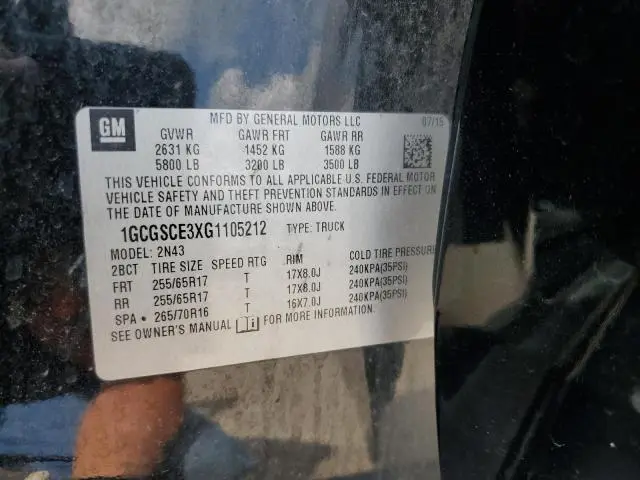 MFD BY GENERAL MOTORS LLC 07/15
GM
GVWR GAWR FRT GAWR RR
2631 KG 1452 KG 1588 KG
5800 LB 3200 LB 3500 LB
THIS VEHICLE CONFORMS TO ALL APPLICABLE U.S. FEDERAL MOTOR
VEHICLE SAFETY AND THEFT PREVENTION STANDARDS IN EFFECT ON
THE DATE OF MANUFACTURE SHOWN ABOVE.
1GCGSCE3XG1105212 TYPE: TRUCK
MODEL: 2N43
2BCT TIRE SIZE SPEED RTG RIM COLD TIRE PRESSURE
FRT 255/65R17 T 17X8.0J 240KPA(35PSI)
RR 255/65R17 T 17X8.0J 240KPA(35PSI)
SPA • 265/70R16 T 16X7.0J 240KPA(35PSI)
SEE OWNER'S MANUAL FOR MORE INFORMATION.